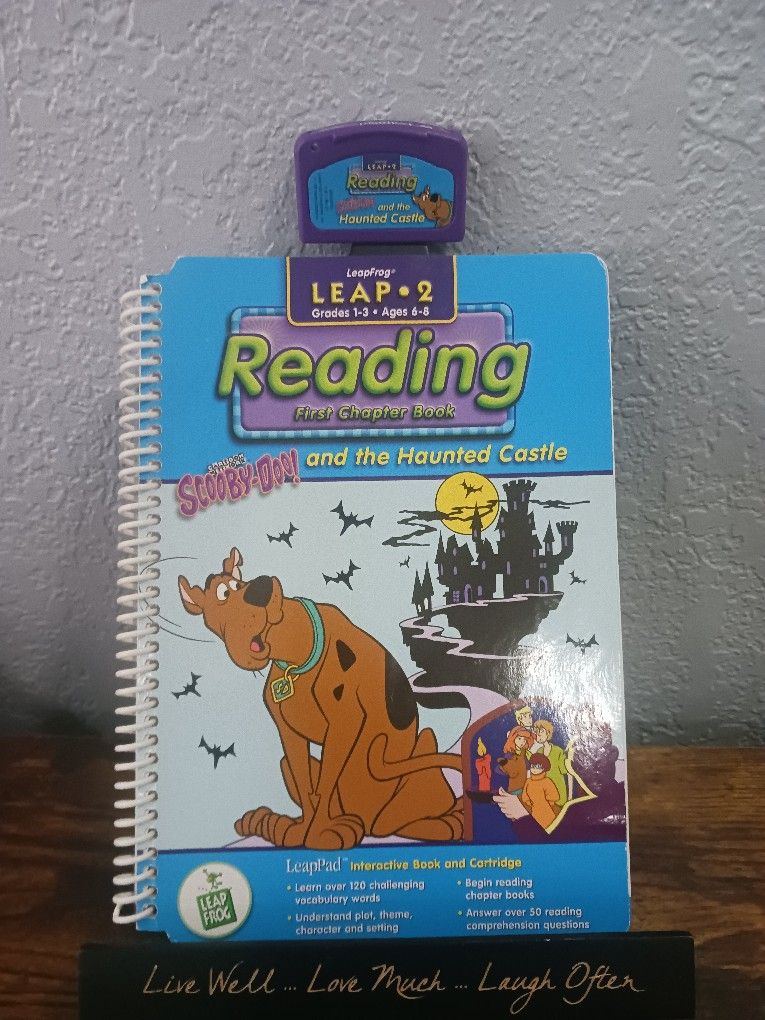 LEAP • 2
Reading
SCOOBY-DOO!
and the
Haunted Castle
LeapFrog®
LEAP • 2
Grades 1-3 • Ages 6-8
Reading
First Chapter Book
SCOOBY-DOO! and the Haunted Castle
LeapPad™ Interactive Book and Cartridge
• Learn over 120 challenging
vocabulary words
• Understand plot, theme,
character and setting
• Begin reading
chapter books
• Answer over 50 reading
comprehension questions
LEAP
FROG
Live Well ... Love Much ... Laugh Often